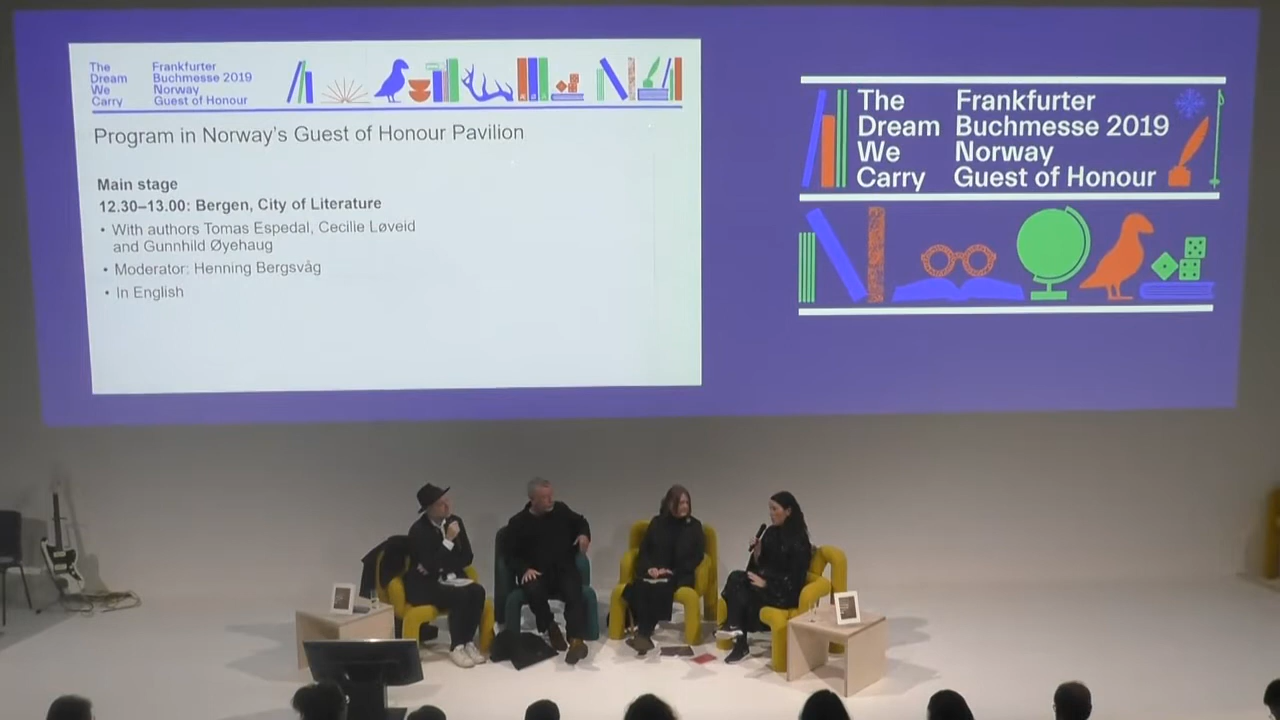 The
Dream
We
Carry
Frankfurter
Buchmesse 2019
Norway
Guest of Honour
Program in Norway's Guest of Honour Pavilion
Main stage
12.30–13.00: Bergen, City of Literature
• With authors Tomas Espedal, Cecilie Løveid
and Gunnhild Øyehaug
• Moderator: Henning Bergsvåg
• In English
The
Dream
We
Carry
Frankfurter
Buchmesse 2019
Norway
Guest of Honour